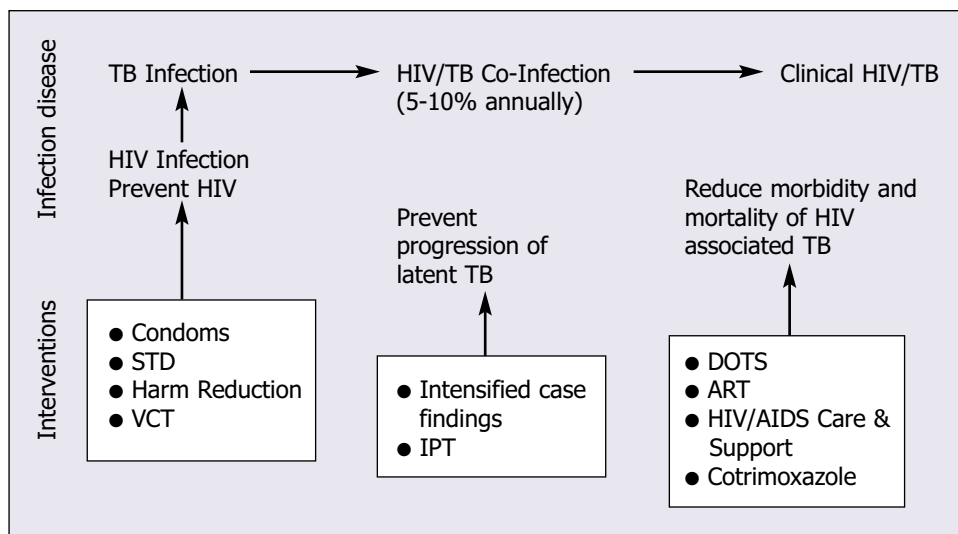 Infection disease
TB Infection
HIV/TB Co-Infection
(5-10% annually)
Clinical HIV/TB
HIV Infection
Prevent HIV
Prevent
progression of
latent TB
Reduce morbidity and
mortality of HIV
associated TB
Interventions
● Condoms
● STD
● Harm Reduction
● VCT
● Intensified case
findings
● IPT
● DOTS
● ART
● HIV/AIDS Care &
Support
● Cotrimoxazole